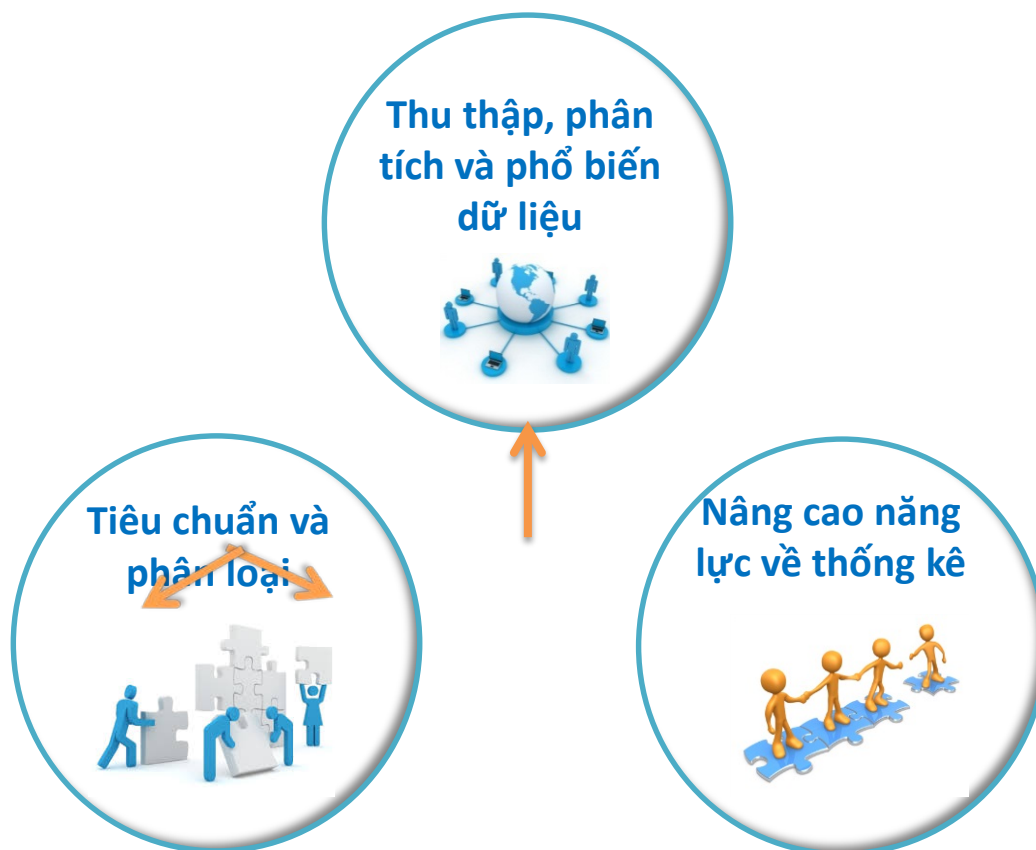 Thu thập, phân
tích và phổ biến
dữ liệu
Tiêu chuẩn và
phân loại
Nâng cao năng
lực về thống kê